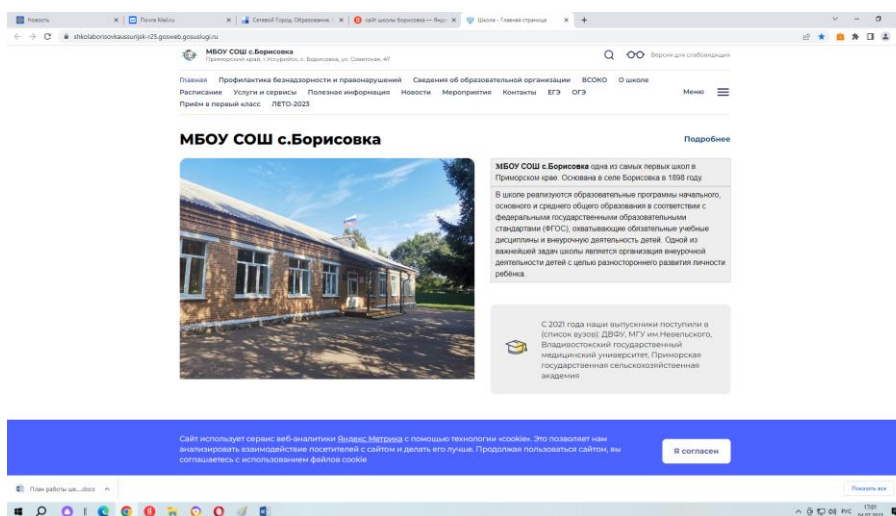 Новости
Почта Mail.ru
Сетевой Город. Образование
сайт школы борисовка — Янд
Школа - Главная страница
shkolaborisovkaussurijsk-r25.gosweb.gosuslugi.ru
МБОУ СОШ с.Борисовка
Приморский край, г.Уссурийск, с. Борисовка, ул. Советская, 47
Версия для слабовидящих
Главная Профилактика безнадзорности и правонарушений Сведения об образовательной организации ВСОКО О школе
Расписание Услуги и сервисы Полезная информация Новости Мероприятия Контакты ЕГЭ ОГЭ
Меню
Приём в первый класс ЛЕТО-2023
МБОУ СОШ с.Борисовка
Подробнее
МБОУ СОШ с.Борисовка одна из самых первых школ в
Приморском крае. Основана в селе Борисовка в 1898 году.
В школе реализуются образовательные программы начального,
основного и среднего общего образования в соответствии с
федеральными государственными образовательными
стандартами (ФГОС), охватывающие обязательные учебные
дисциплины и внеурочную деятельность детей. Одной из
важнейшей задач школы является организация внеурочной
деятельности детей с целью разностороннего развития личности
ребёнка.
С 2021 года наши выпускники поступили в
(список вузов): ДВФУ, МГУ им.Невельского,
Владивостокский государственный
медицинский университет, Приморская
государственная сельскохозяйственная
академия
Сайт использует сервис веб-аналитики Яндекс Метрика с помощью технологии «cookie». Это позволяет нам
анализировать взаимодействие посетителей с сайтом и делать его лучше. Продолжая пользоваться сайтом, вы
соглашаетесь с использованием файлов cookie
Я согласен
План работы шк....docx
Показать все
РУС
17:01
04.07.2023